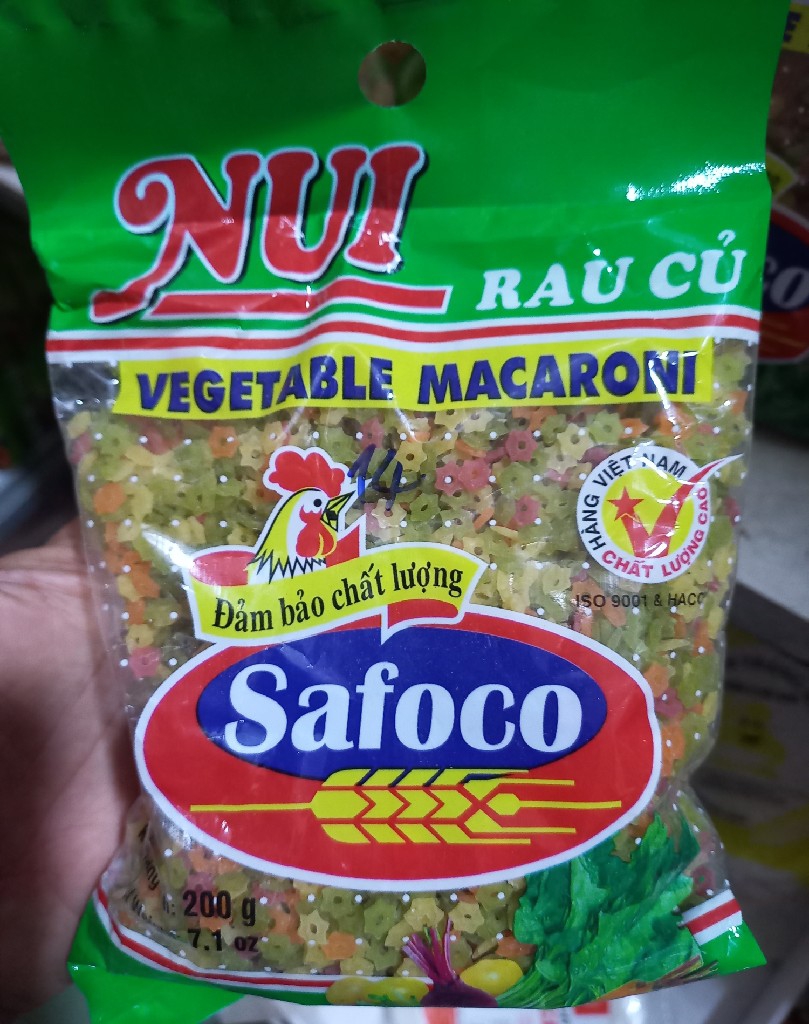 NUI
RAU CỦ
VEGETABLE MACARONI
14
HÀNG VIỆT NAM
CHẤT LƯỢNG CAO
ISO 9001 & HACC
Đảm bảo chất lượng
Safoco
200 g
7.1 oz